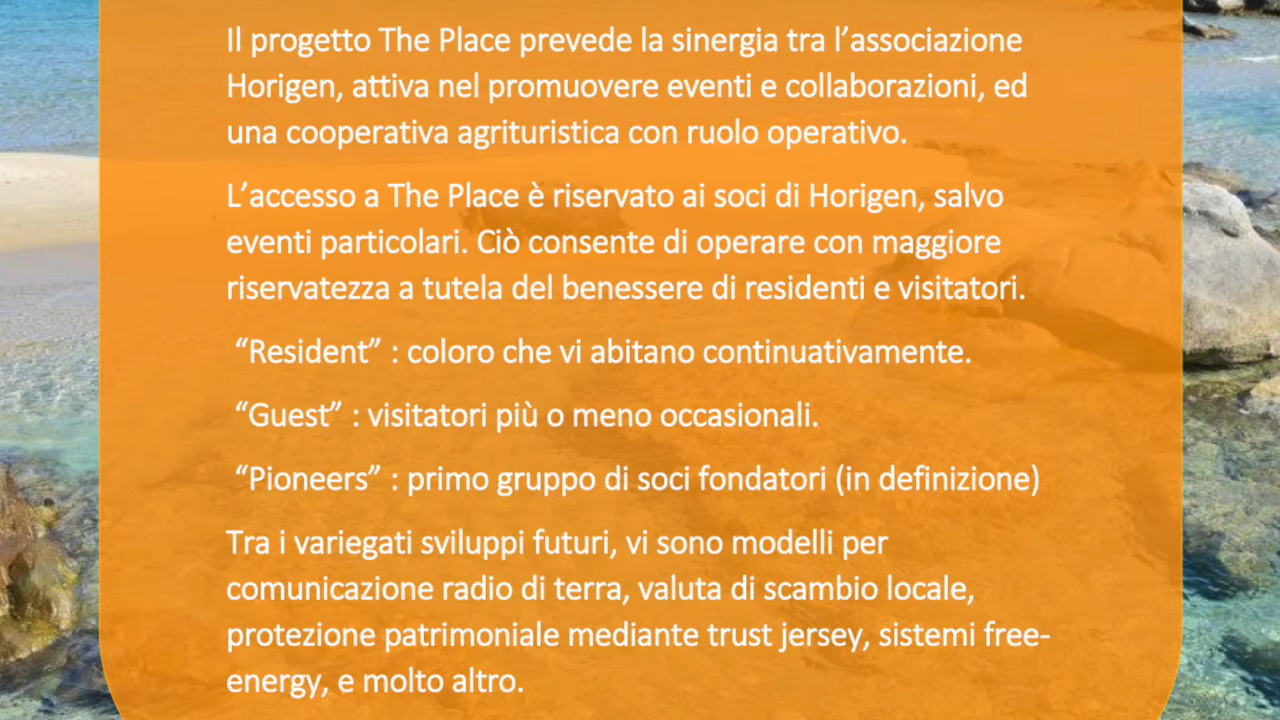 Il progetto The Place prevede la sinergia tra l’associazione
Horigen, attiva nel promuovere eventi e collaborazioni, ed
una cooperativa agrituristica con ruolo operativo.
L’accesso a The Place è riservato ai soci di Horigen, salvo
eventi particolari. Ciò consente di operare con maggiore
riservatezza a tutela del benessere di residenti e visitatori.
“Resident” : coloro che vi abitano continuativamente.
“Guest” : visitatori più o meno occasionali.
“Pioneers” : primo gruppo di soci fondatori (in definizione)
Tra i variegati sviluppi futuri, vi sono modelli per
comunicazione radio di terra, valuta di scambio locale,
protezione patrimoniale mediante trust jersey, sistemi free-
energy, e molto altro.